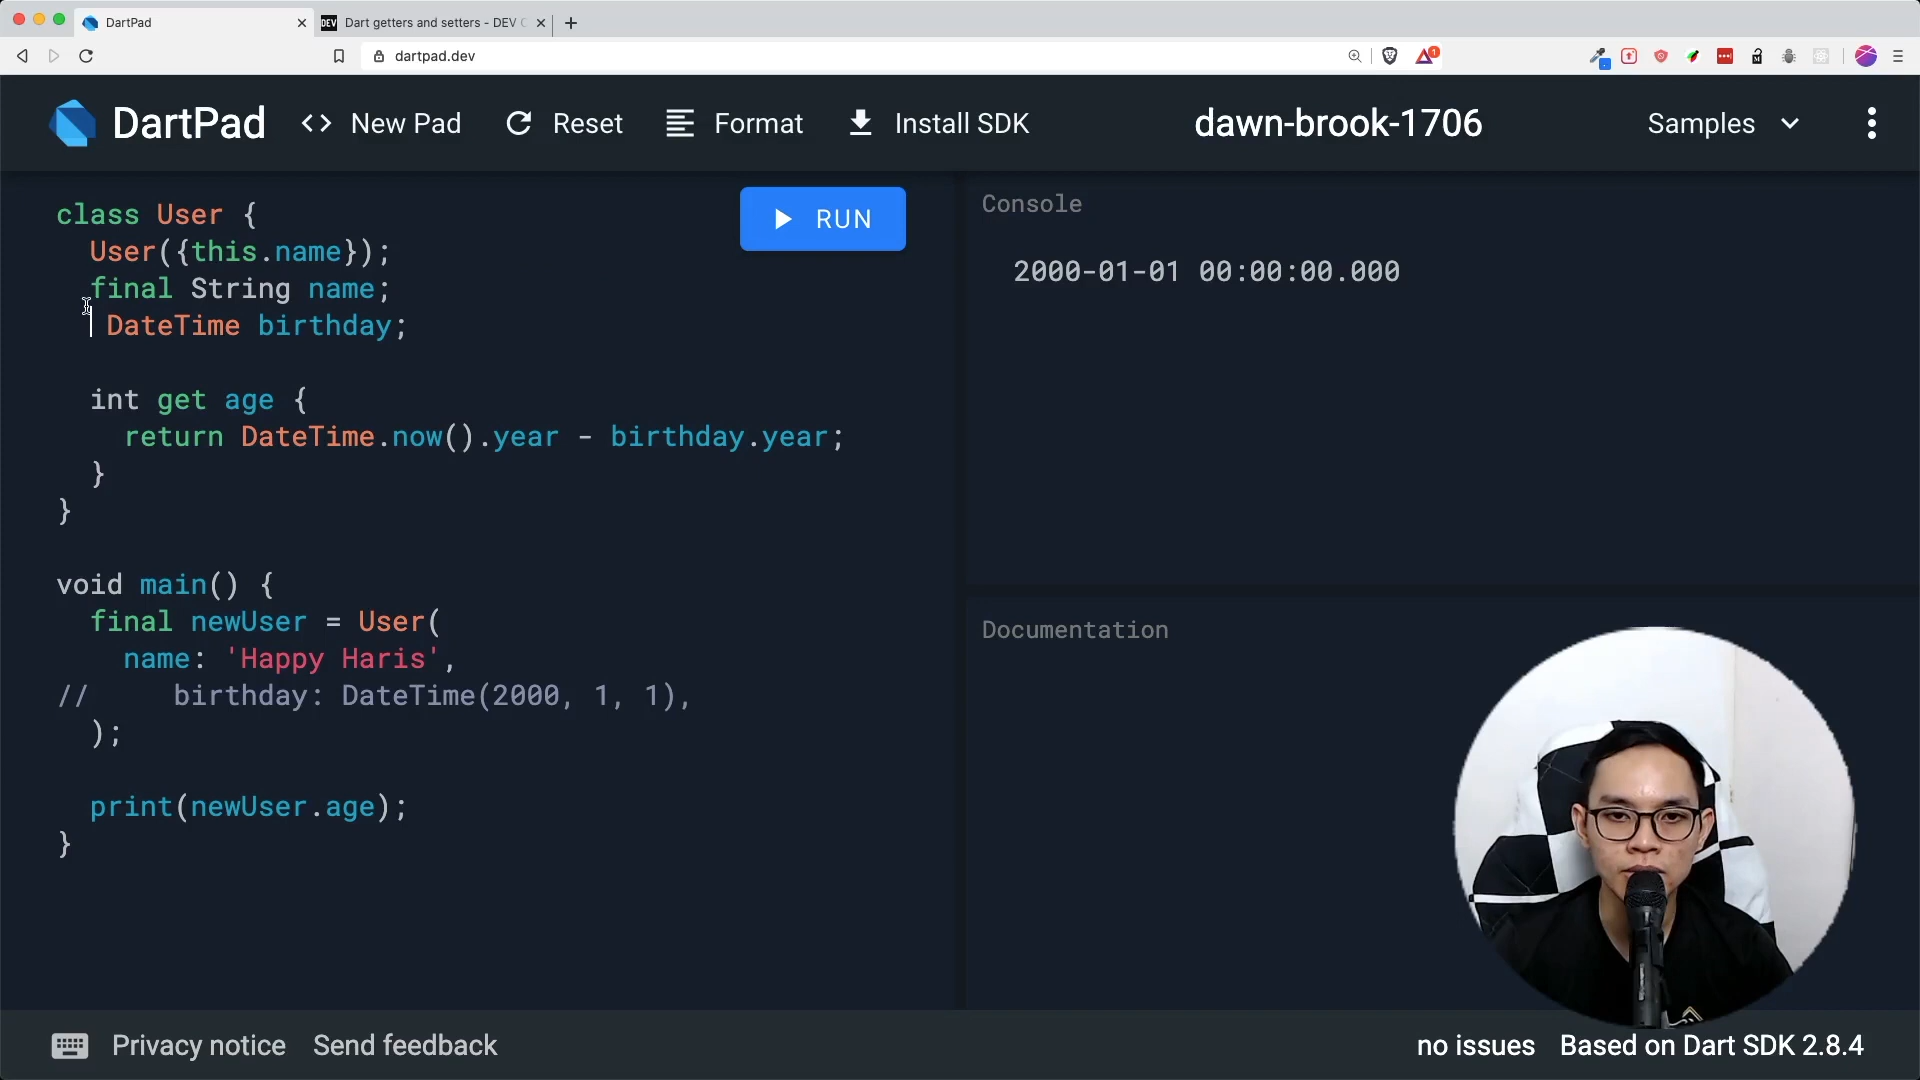 DartPad
DEV Dart getters and setters - DEV C
dartpad.dev
1
DartPad
<> New Pad
Reset
Format
Install SDK
dawn-brook-1706
Samples
class User {
  User({this.name});
  final String name;
   DateTime birthday;
  int get age {
    return DateTime.now().year - birthday.year;
  }
}
void main() {
  final newUser = User(
    name: 'Happy Haris',
//     birthday: DateTime(2000, 1, 1),
  );
  print(newUser.age);
}
RUN
Console
2000-01-01 00:00:00.000
Documentation
Privacy notice
Send feedback
no issues
Based on Dart SDK 2.8.4